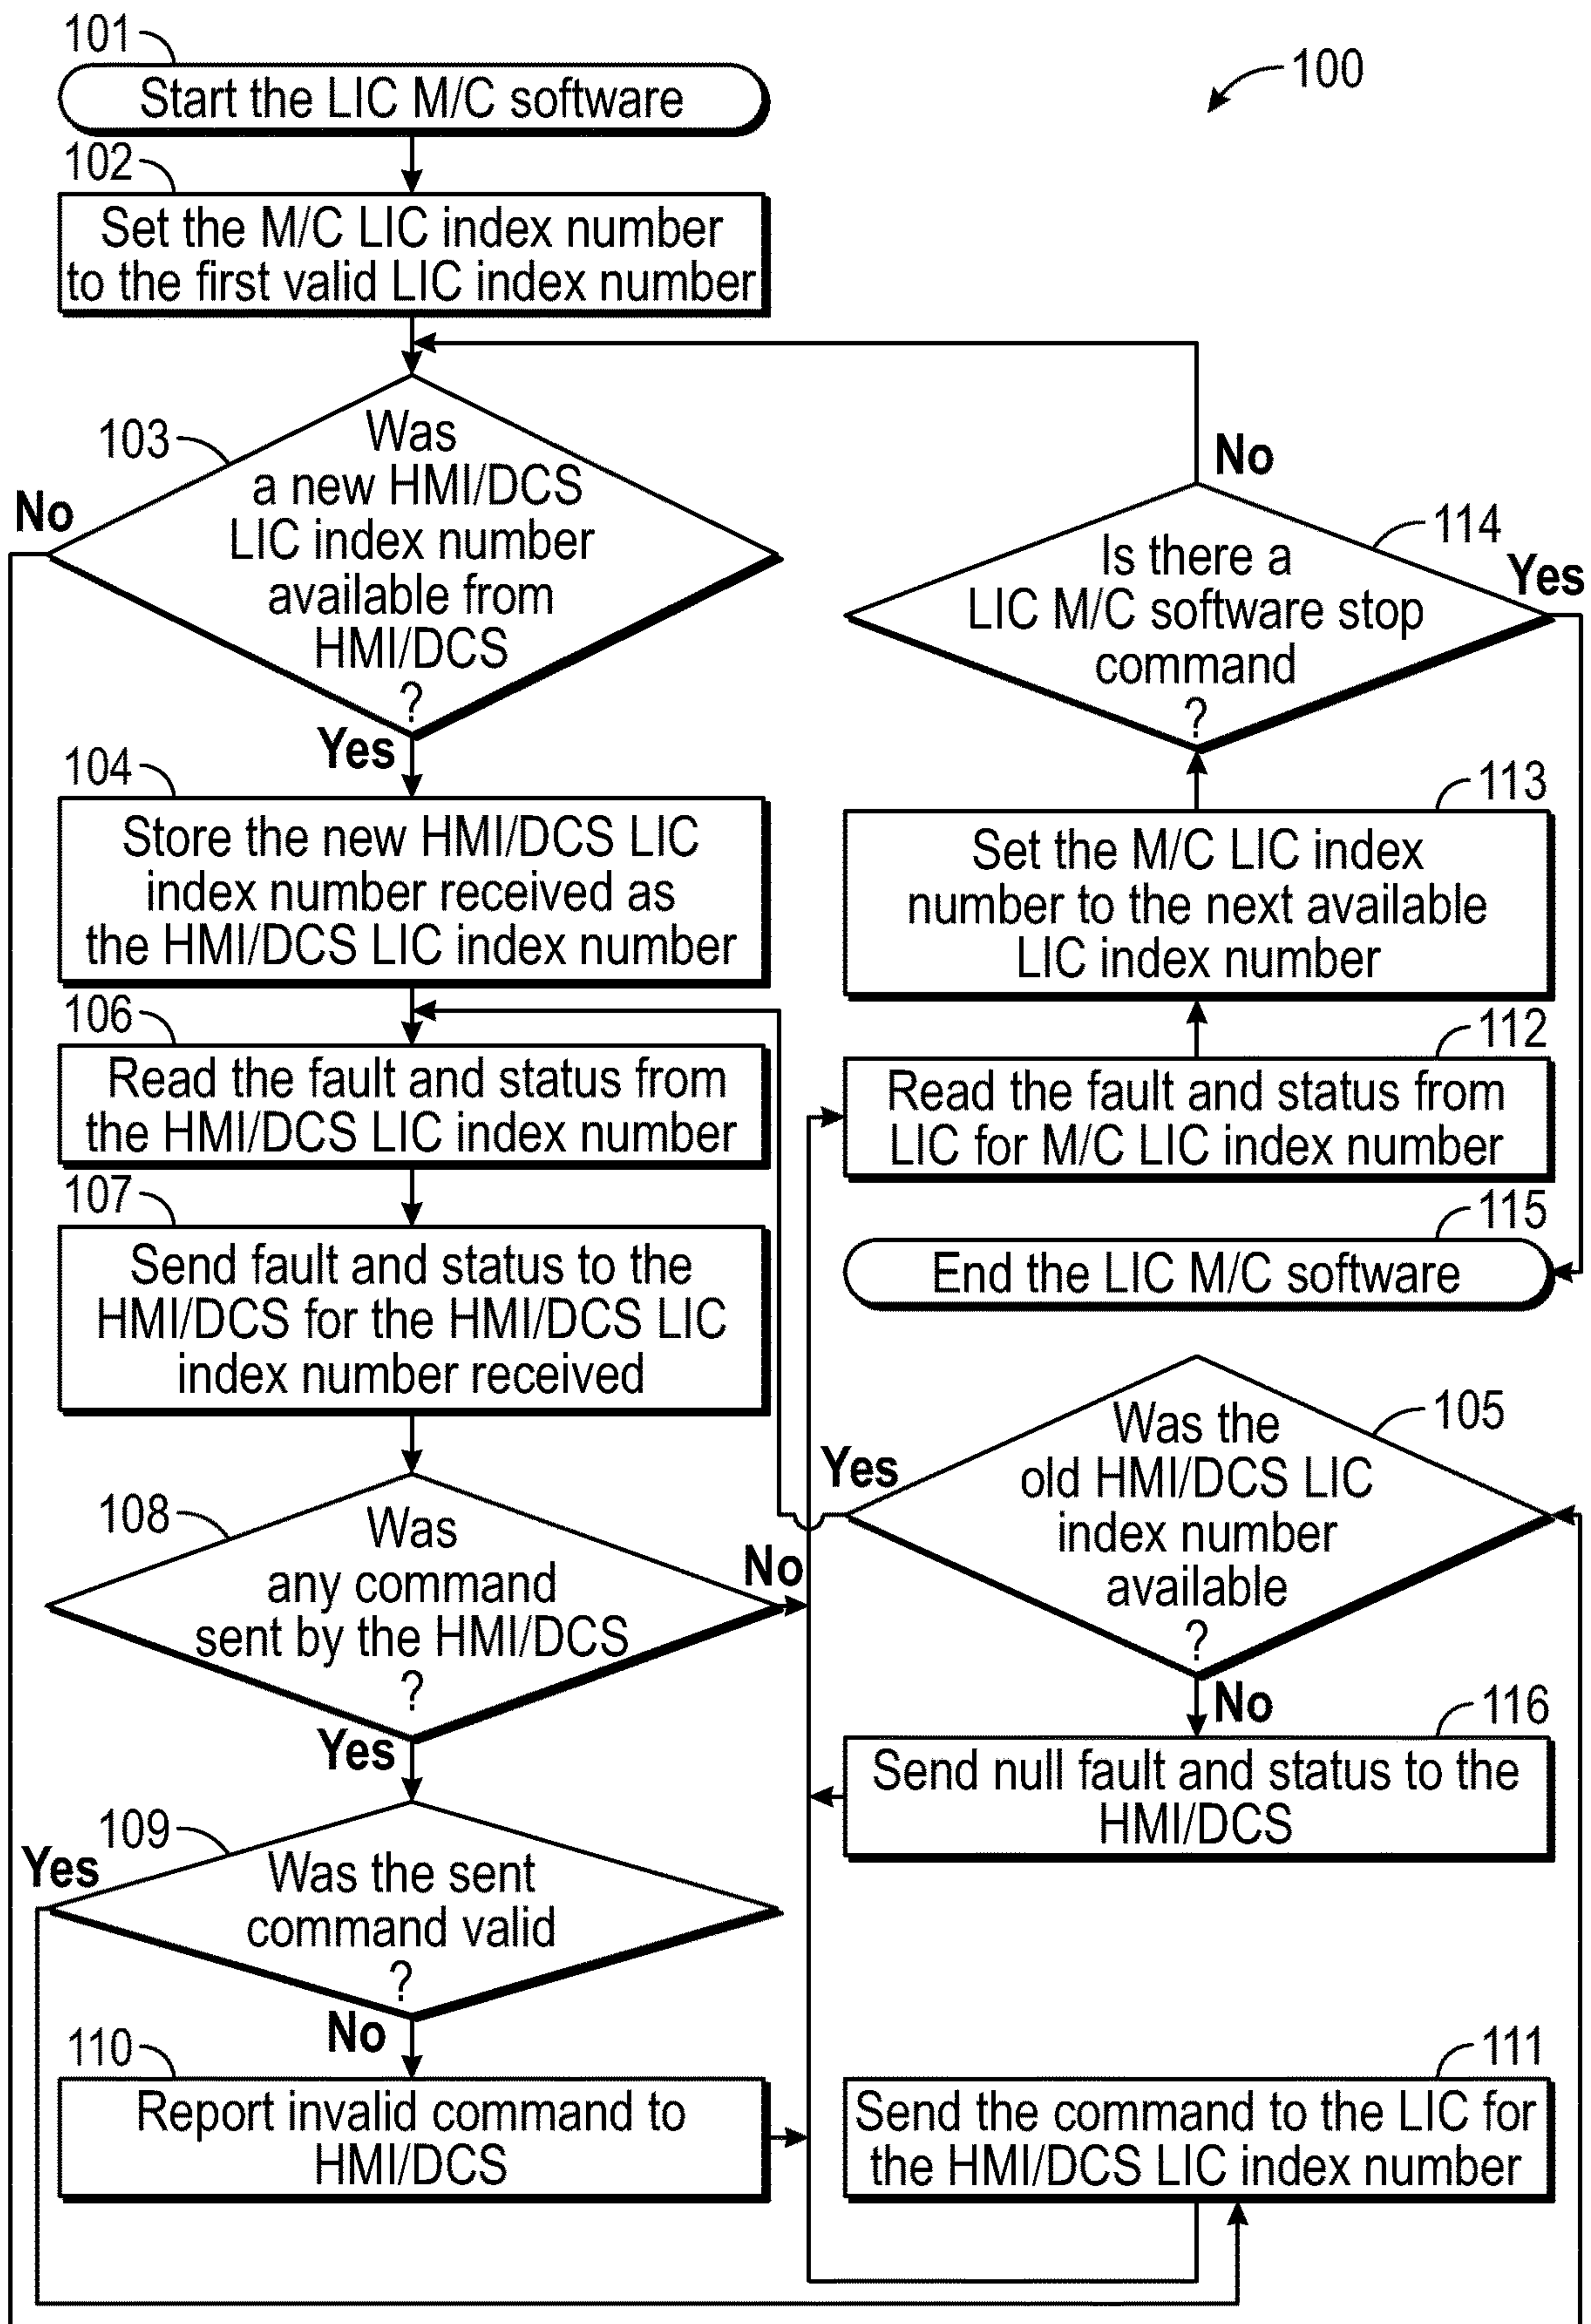 100
101
Start the LIC M/C software
102
Set the M/C LIC index number
to the first valid LIC index number
103
Was
a new HMI/DCS
LIC index number
available from
HMI/DCS
?
No
Yes
104
Store the new HMI/DCS LIC
index number received as
the HMI/DCS LIC index number
106
Read the fault and status from
the HMI/DCS LIC index number
107
Send fault and status to the
HMI/DCS for the HMI/DCS LIC
index number received
108
Was
any command
sent by the HMI/DCS
?
No
Yes
109
Yes
Was the sent
command valid
?
No
110
Report invalid command to
HMI/DCS
No
114
Is there a
LIC M/C software stop
command
?
Yes
113
Set the M/C LIC index
number to the next available
LIC index number
112
Read the fault and status from
LIC for M/C LIC index number
115
End the LIC M/C software
105
Was the
old HMI/DCS LIC
index number
available
?
Yes
No
116
Send null fault and status to the
HMI/DCS
111
Send the command to the LIC for
the HMI/DCS LIC index number